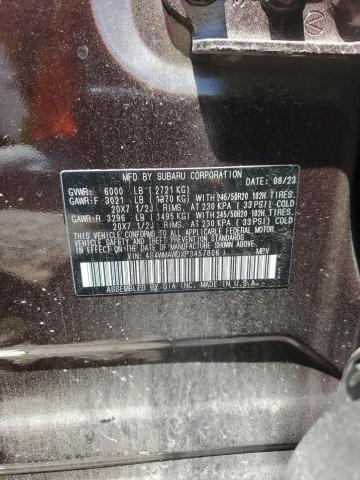 MFD BY SUBARU CORPORATION
DATE: 08/23
GVWR: 6000 LB (2721 KG)
GAWR:F 3021 LB (1370 KG) WITH 245/50R20 102H TIRES.
20X7 1/2J RIMS. AT 230 KPA (33 PSI) COLD
GAWR:R 3296 LB (1495 KG) WITH 245/50R20 102H TIRES.
20X7 1/2J RIMS. AT 230 KPA (33 PSI) COLD
THIS VEHICLE CONFORMS TO ALL APPLICABLE FEDERAL MOTOR
VEHICLE SAFETY STANDARDS IN
EFFECT ON THE DATE OF MANUFACTURE SHOWN ABOVE.
VIN: 4S4WMAWDXP3457806 MPV
ASSEMBLED BY SIA INC. MADE IN U.S.A.